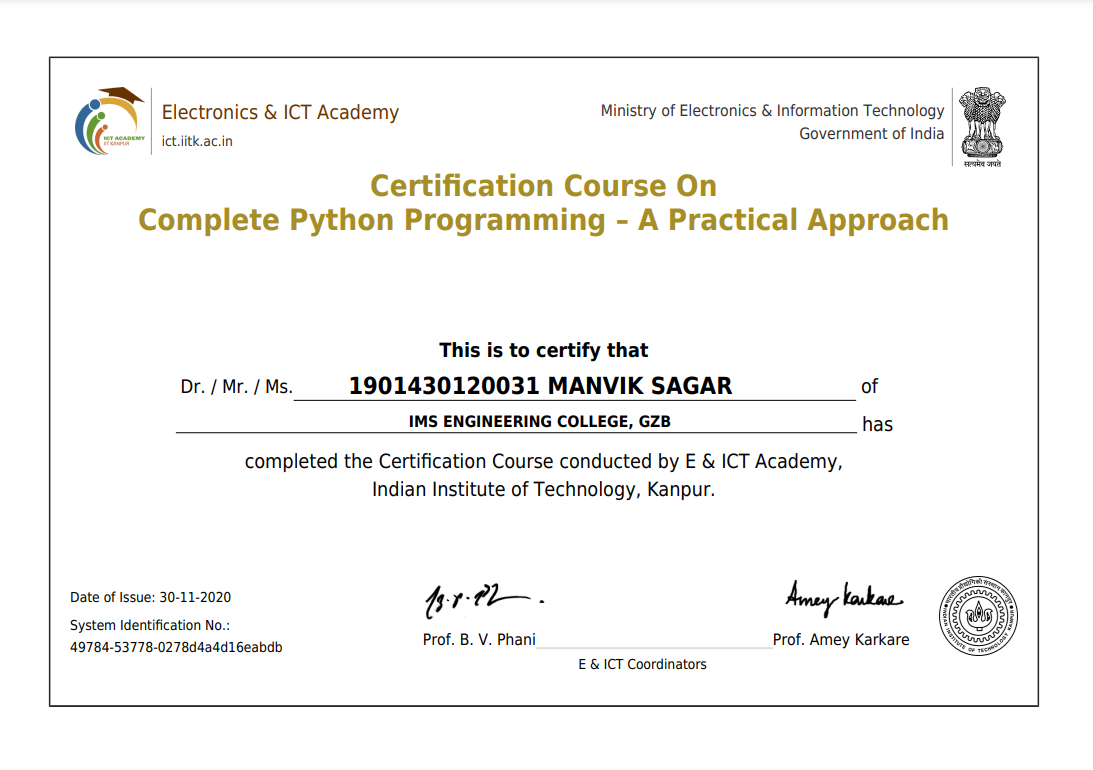 Electronics & ICT Academy
ict.iitk.ac.in
ICT ACADEMY
IIT KANPUR
Ministry of Electronics & Information Technology
Government of India
सत्यमेव जयते
Certification Course On
Complete Python Programming – A Practical Approach
This is to certify that
Dr. / Mr. / Ms. 1901430120031 MANVIK SAGAR of
IMS ENGINEERING COLLEGE, GZB has
completed the Certification Course conducted by E & ICT Academy,
Indian Institute of Technology, Kanpur.
Date of Issue: 30-11-2020
System Identification No.:
49784-53778-0278d4a4d16eabdb
Amey Karkare
Prof. B. V. Phani
Prof. Amey Karkare
E & ICT Coordinators
भारतीय प्रौद्योगिकी संस्थान कानपुर
INDIAN INSTITUTE OF TECHNOLOGY KANPUR